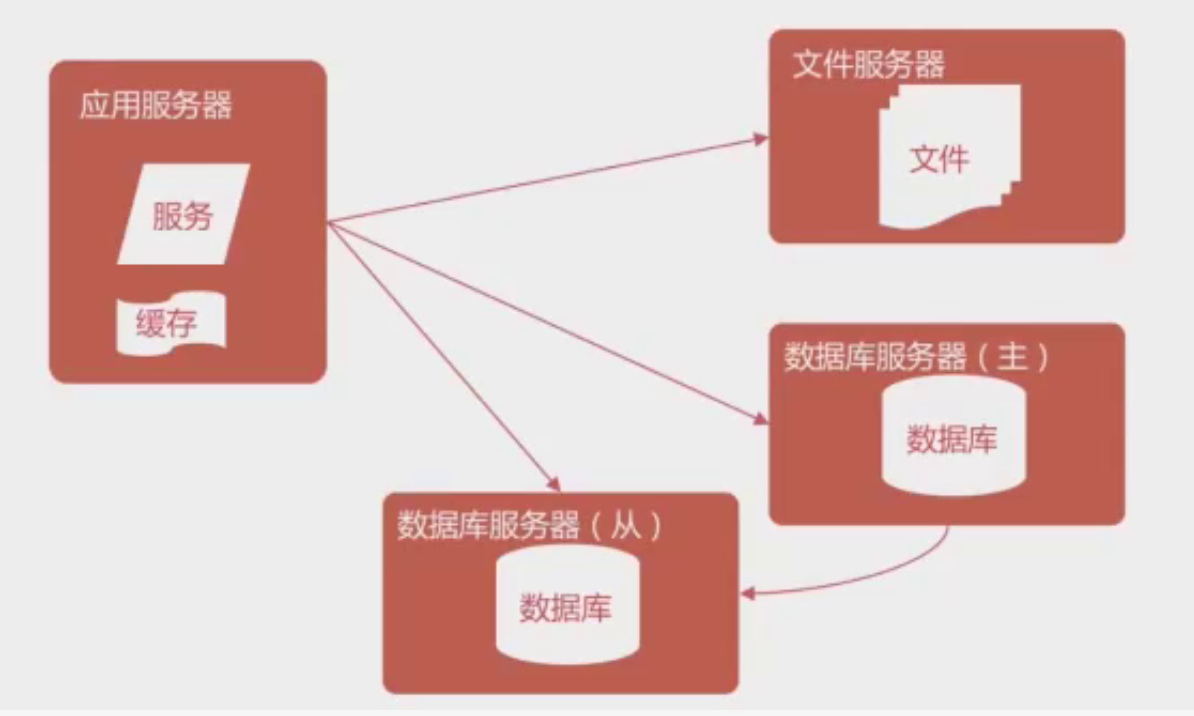 应用服务器
服务
缓存
文件服务器
文件
数据库服务器（主）
数据库
数据库服务器（从）
数据库